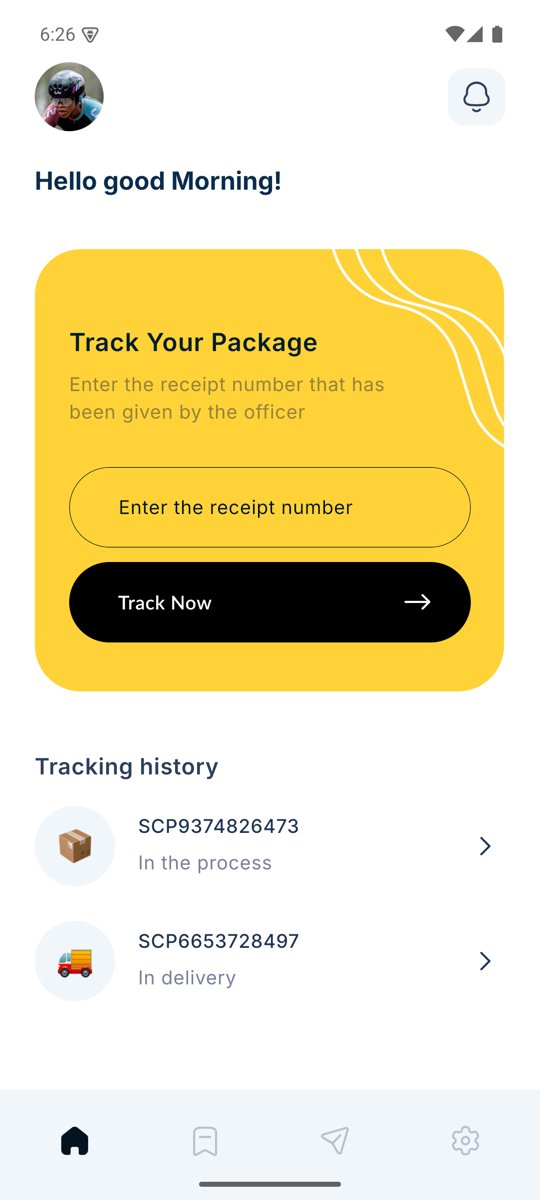 6:26
Hello good Morning!
Track Your Package
Enter the receipt number that has
been given by the officer
Enter the receipt number
Track Now
Tracking history
SCP9374826473
In the process
SCP6653728497
In delivery